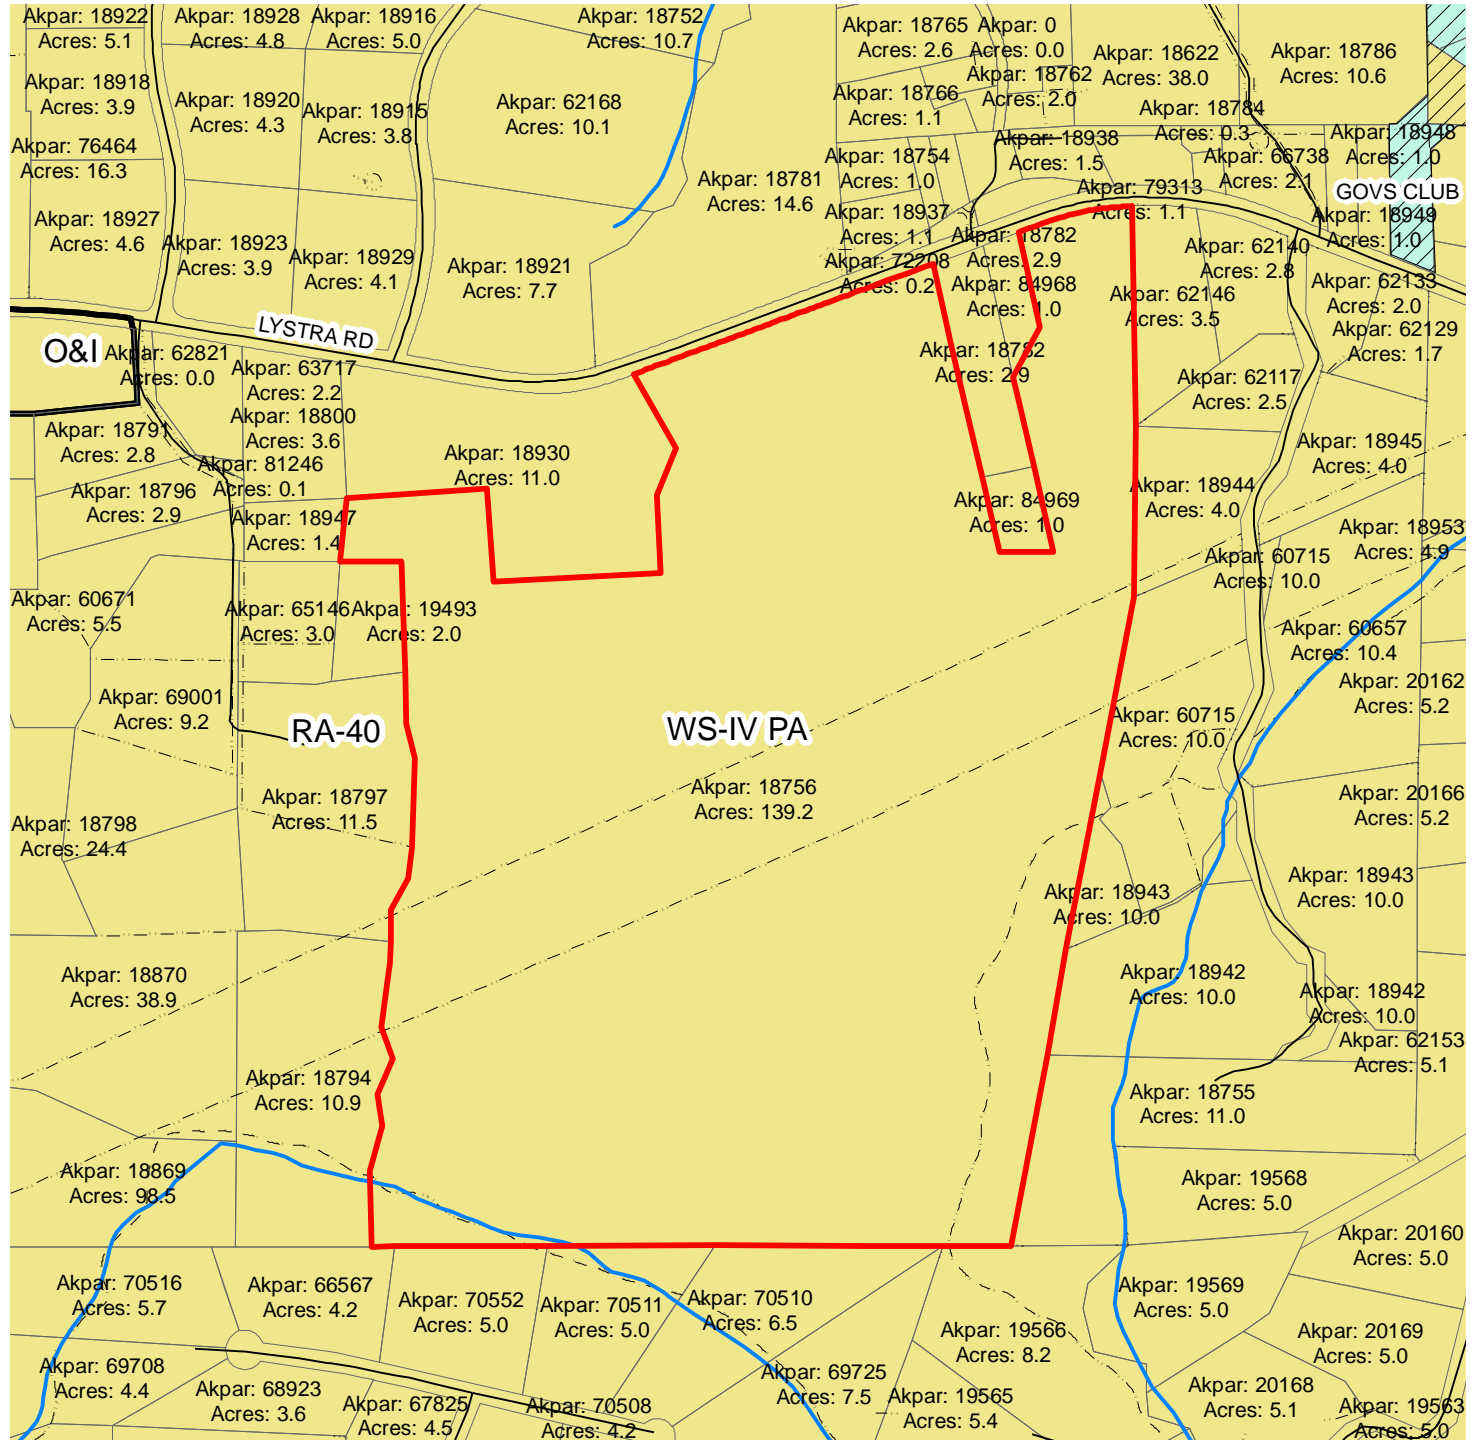 Akpar: 18922
Acres: 5.1
Akpar: 18928
Acres: 4.8
Akpar: 18916
Acres: 5.0
Akpar: 18752
Acres: 10.7
Akpar: 18765
Acres: 2.6
Akpar: 0
Acres: 0.0
Akpar: 18622
Acres: 38.0
Akpar: 18786
Acres: 10.6
Akpar: 18918
Acres: 3.9
Akpar: 18920
Acres: 4.3
Akpar: 18915
Acres: 3.8
Akpar: 62168
Acres: 10.1
Akpar: 18766
Acres: 1.1
Akpar: 18762
Acres: 2.0
Akpar: 18784
Acres: 0.3
Akpar: 76464
Acres: 16.3
Akpar: 18938
Acres: 1.5
Akpar: 66738
Acres: 2.1
Akpar: 18948
Acres: 1.0
Akpar: 18781
Acres: 14.6
Akpar: 18754
Acres: 1.0
Akpar: 79313
Acres: 1.1
GOVS CLUB
Akpar: 18927
Acres: 4.6
Akpar: 18923
Acres: 3.9
Akpar: 18929
Acres: 4.1
Akpar: 18921
Acres: 7.7
Akpar: 18937
Acres: 1.1
Akpar: 18782
Acres: 2.9
Akpar: 18949
Acres: 1.0
Akpar: 62140
Acres: 2.8
Akpar: 72208
Acres: 0.2
Akpar: 84968
Acres: 1.0
Akpar: 62146
Acres: 3.5
Akpar: 62133
Acres: 2.0
LYSTRA RD
O&I
Akpar: 62821
Acres: 0.0
Akpar: 63717
Acres: 2.2
Akpar: 18782
Acres: 2.9
Akpar: 62129
Acres: 1.7
Akpar: 62117
Acres: 2.5
Akpar: 18800
Acres: 3.6
Akpar: 18791
Acres: 2.8
Akpar: 18930
Acres: 11.0
Akpar: 18945
Acres: 4.0
Akpar: 81246
Acres: 0.1
Akpar: 18796
Acres: 2.9
Akpar: 84969
Acres: 1.0
Akpar: 18944
Acres: 4.0
Akpar: 18947
Acres: 1.4
Akpar: 18953
Acres: 4.9
Akpar: 60715
Acres: 10.0
Akpar: 60671
Acres: 5.5
Akpar: 65146
Acres: 3.0
Akpar: 19493
Acres: 2.0
Akpar: 60657
Acres: 10.4
Akpar: 69001
Acres: 9.2
Akpar: 20162
Acres: 5.2
RA-40
WS-IV PA
Akpar: 60715
Acres: 10.0
Akpar: 18797
Acres: 11.5
Akpar: 18756
Acres: 139.2
Akpar: 20166
Acres: 5.2
Akpar: 18798
Acres: 24.4
Akpar: 18943
Acres: 10.0
Akpar: 18943
Acres: 10.0
Akpar: 18870
Acres: 38.9
Akpar: 18942
Acres: 10.0
Akpar: 18942
Acres: 10.0
Akpar: 62153
Acres: 5.1
Akpar: 18794
Acres: 10.9
Akpar: 18755
Acres: 11.0
Akpar: 18869
Acres: 98.5
Akpar: 19568
Acres: 5.0
Akpar: 20160
Acres: 5.0
Akpar: 70516
Acres: 5.7
Akpar: 66567
Acres: 4.2
Akpar: 70552
Acres: 5.0
Akpar: 70511
Acres: 5.0
Akpar: 70510
Acres: 6.5
Akpar: 19569
Acres: 5.0
Akpar: 19566
Acres: 8.2
Akpar: 20169
Acres: 5.0
Akpar: 69708
Acres: 4.4
Akpar: 68923
Acres: 3.6
Akpar: 67825
Acres: 4.5
Akpar: 70508
Acres: 4.2
Akpar: 69725
Acres: 7.5
Akpar: 19565
Acres: 5.4
Akpar: 20168
Acres: 5.1
Akpar: 19563
Acres: 5.0